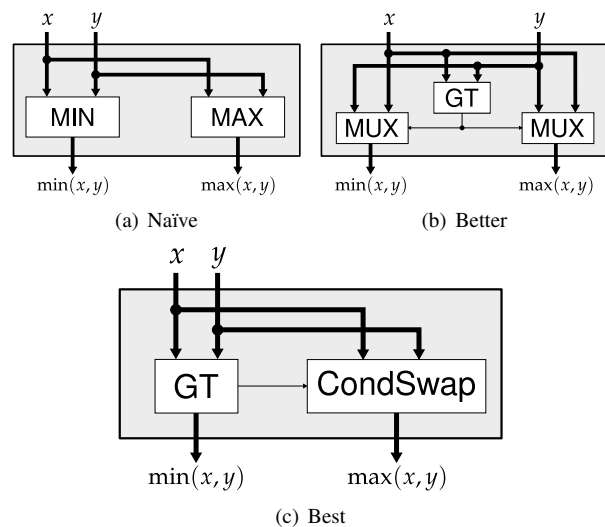 x y x y
MIN MAX GT
MUX MUX
min(x, y) max(x, y) min(x, y) max(x, y)
(a) Naïve (b) Better
x y
GT CondSwap
min(x, y) max(x, y)
(c) Best